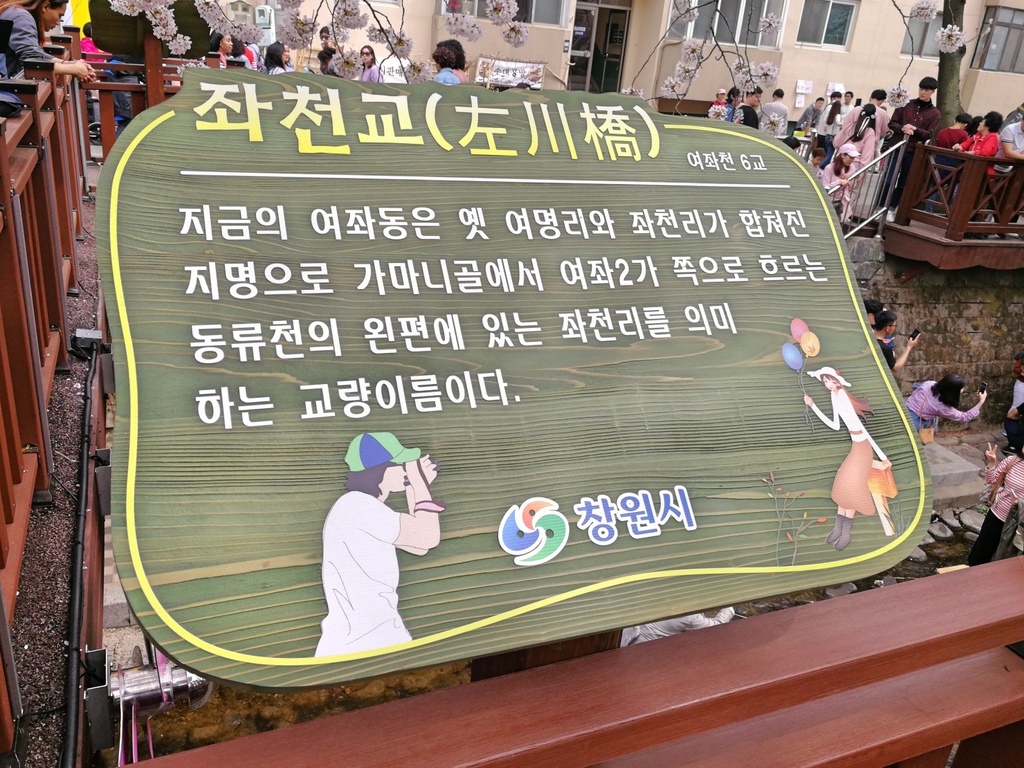 좌천교(左川橋)
여좌천 6교
지금의 여좌동은 옛 여명리와 좌천리가 합쳐진
지명으로 가마니골에서 여좌2가 쪽으로 흐르는
동류천의 왼편에 있는 좌천리를 의미
하는 교량이름이다.
창원시